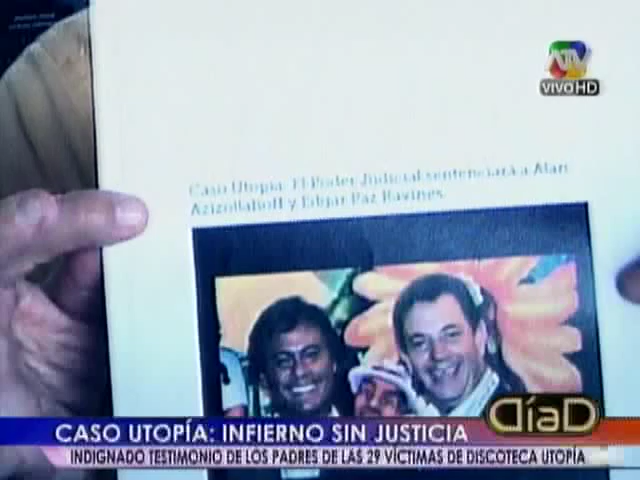 ATV
VIVO HD
Caso Utopía: El Poder Judicial sentenciará a Alan
Azizollahoff y Edgar Paz Ravines
DíaD
CASO UTOPÍA: INFIERNO SIN JUSTICIA
INDIGNADO TESTIMONIO DE LOS PADRES DE LAS 29 VÍCTIMAS DE DISCOTECA UTOPÍA